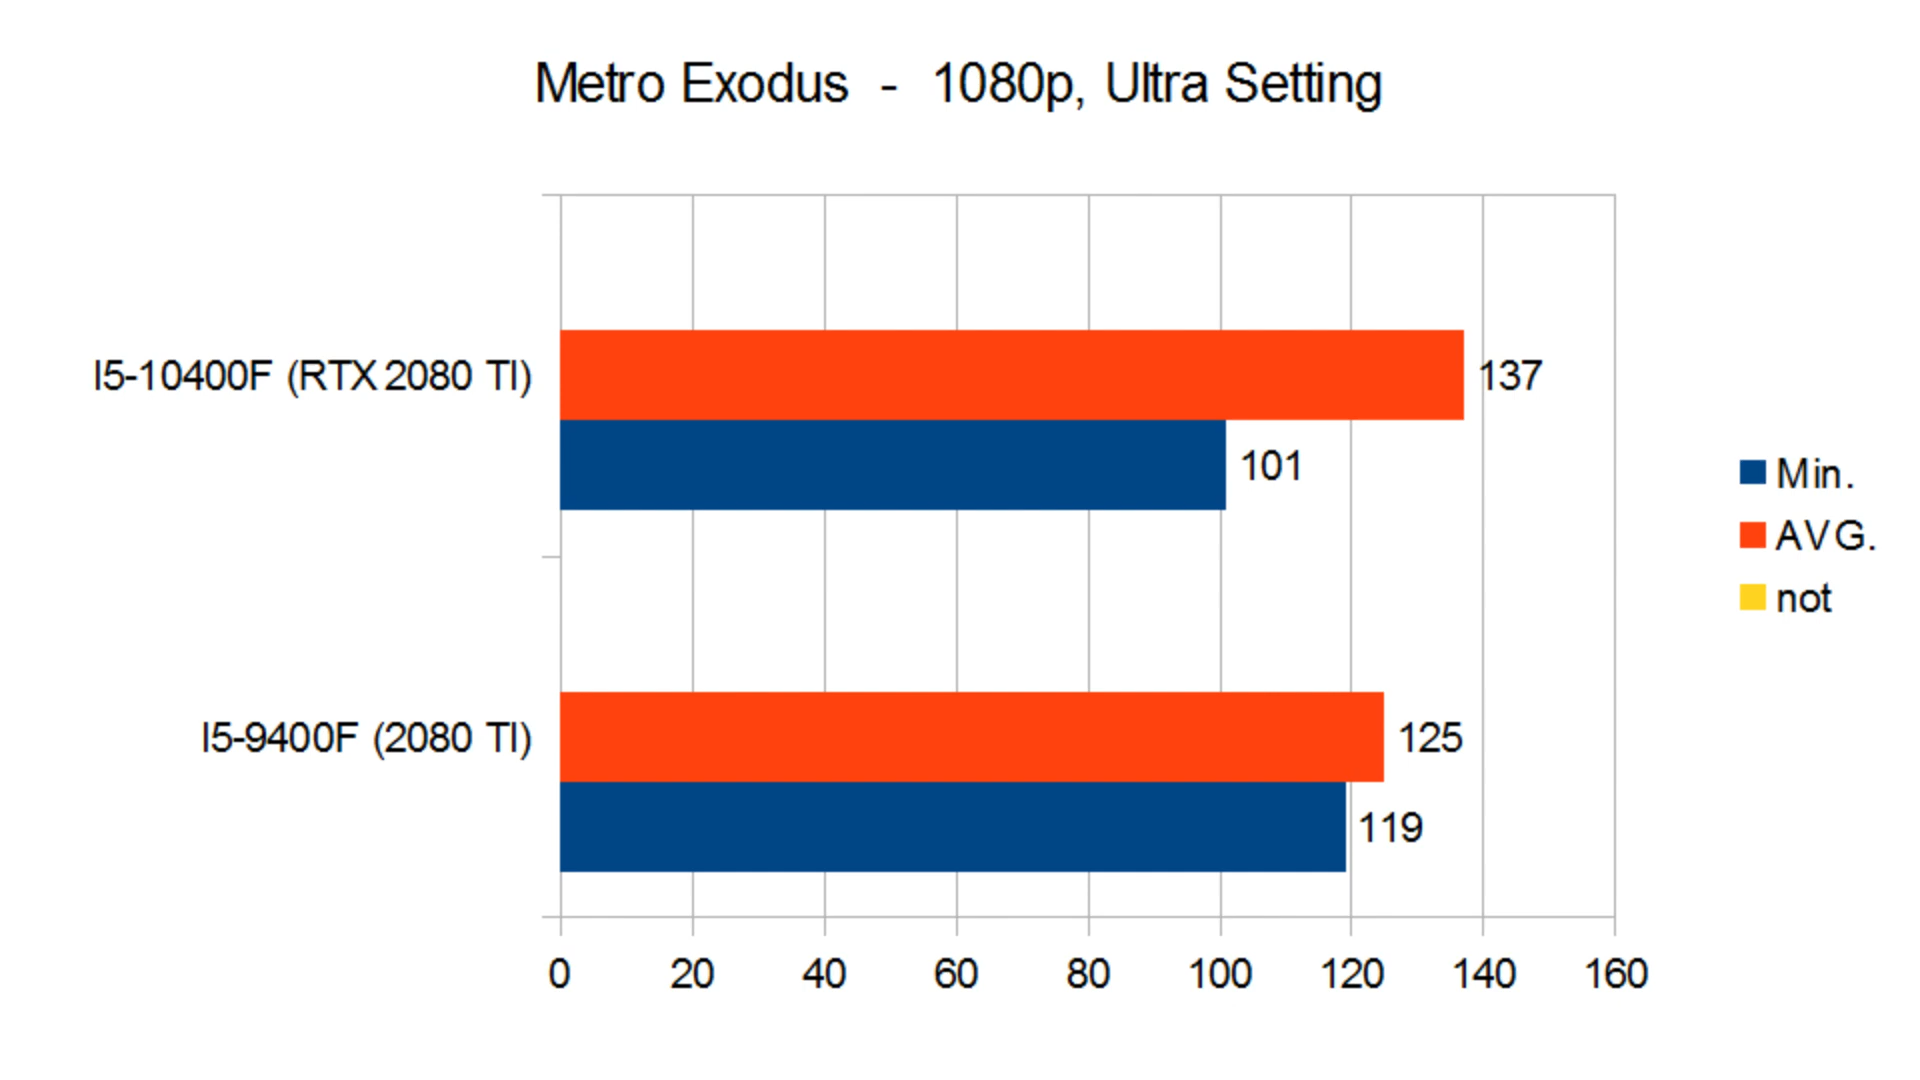 Metro Exodus - 1080p, Ultra Setting
I5-10400F (RTX 2080 TI)
137
101
I5-9400F (2080 TI)
125
119
Min.
AVG.
not
0 20 40 60 80 100 120 140 160